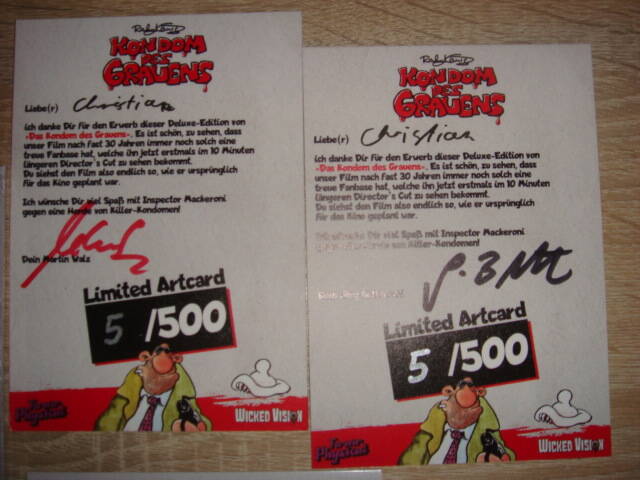 KONDOM
DES
GRAUENS
Liebe(r) Christian
ich danke Dir für den Erwerb dieser Deluxe-Edition von
»Das Kondom des Grauens«. Es ist schön, zu sehen, dass
unser Film nach fast 30 Jahren immer noch solch eine
treue Fanbase hat, welche ihn jetzt erstmals im 10 Minuten
längeren Director's Cut zu sehen bekommt.
Du siehst den Film also endlich so, wie er ursprünglich
für das Kino geplant war.
Ich wünsche Dir viel Spaß mit Inspector Mackeroni
gegen eine Horde von Killer-Kondomen!
Dein Martin Walz
Limited Artcard
5 /500
WICKED VISION
KONDOM
DES
GRAUENS
Liebe(r) Christian
ich danke Dir für den Erwerb dieser Deluxe-Edition von
»Das Kondom des Grauens«. Es ist schön, zu sehen, dass
unser Film nach fast 30 Jahren immer noch solch eine
treue Fanbase hat, welche ihn jetzt erstmals im 10 Minuten
längeren Director's Cut zu sehen bekommt.
Du siehst den Film also endlich so, wie er ursprünglich
für das Kino geplant war.
Ich wünsche Dir viel Spaß mit Inspector Mackeroni
gegen eine Horde von Killer-Kondomen!
Limited Artcard
5 /500
WICKED VISION